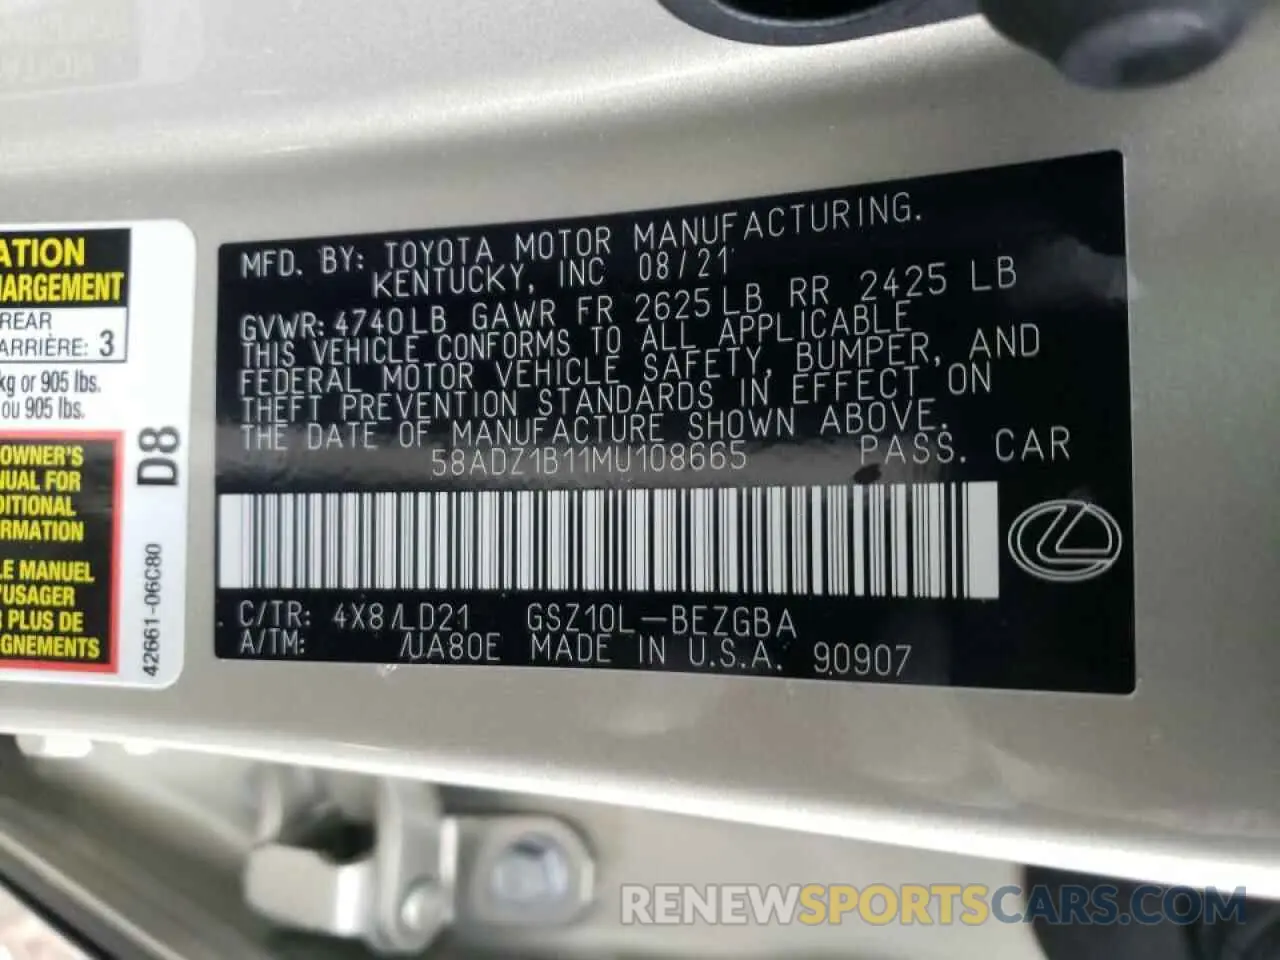 ATION
HARGEMENT
REAR
ARRIÈRE: 3
kg or 905 lbs.
ou 905 lbs.
OWNER'S
NUAL FOR
DITIONAL
ORMATION
LE MANUEL
'USAGER
R PLUS DE
GNEMENTS
D8
42661-06C80
MFD. BY: TOYOTA MOTOR MANUFACTURING.
KENTUCKY, INC 08/21
GVWR: 4740LB GAWR FR 2625LB RR 2425 LB
THIS VEHICLE CONFORMS TO ALL APPLICABLE
FEDERAL MOTOR VEHICLE SAFETY, BUMPER, AND
THEFT PREVENTION STANDARDS IN EFFECT ON
THE DATE OF MANUFACTURE SHOWN ABOVE.
58ADZ1B11MU108665 PASS. CAR
C/TR: 4X8/LD21 GSZ10L-BEZGBA
A/TM: /UA80E MADE IN U.S.A. 90907
RENEWSPORTSCARS.COM